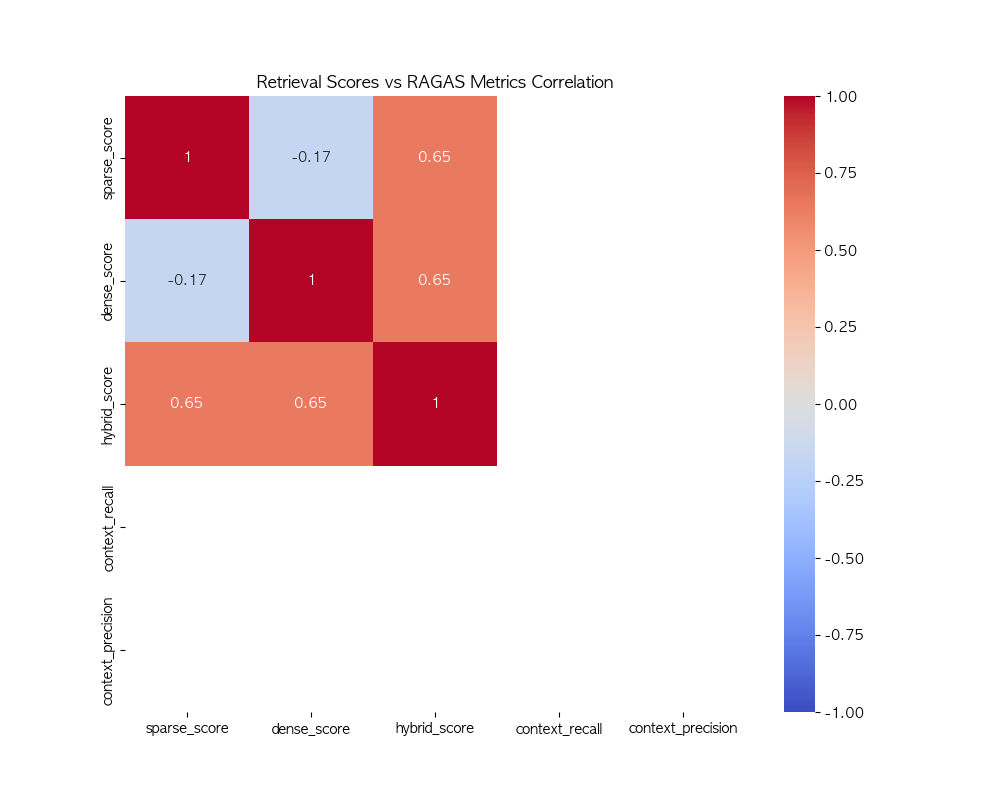 Retrieval Scores vs RAGAS Metrics Correlation
sparse_score
1
-0.17
0.65
dense_score
-0.17
1
0.65
hybrid_score
0.65
0.65
1
context_recall
context_precision
sparse_score
dense_score
hybrid_score
context_recall
context_precision
1.00
0.75
0.50
0.25
0.00
-0.25
-0.50
-0.75
-1.00